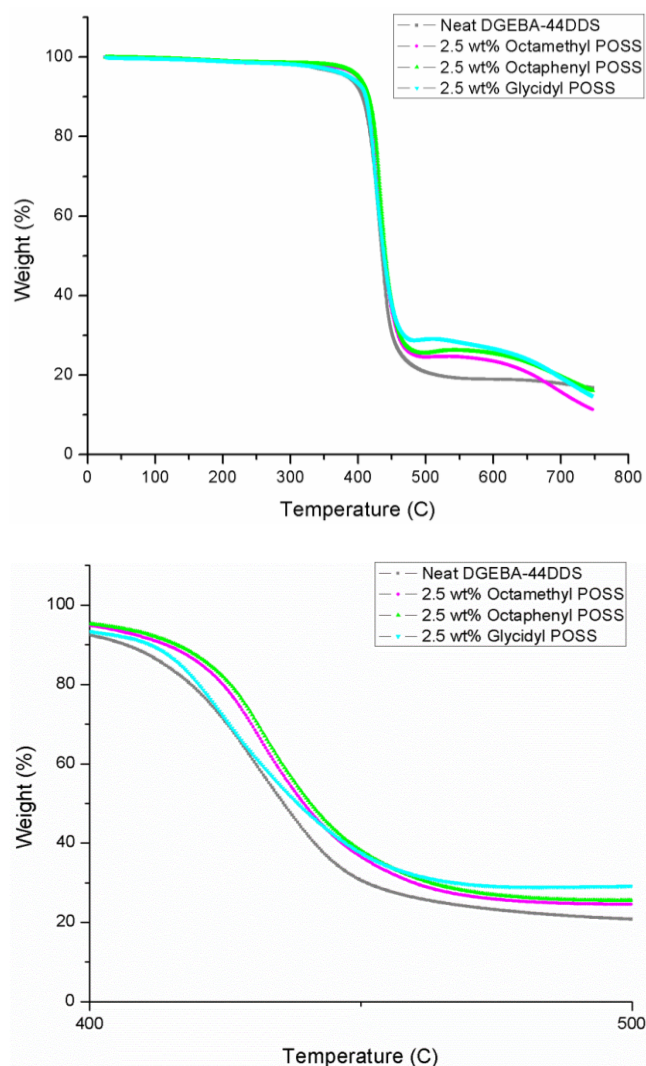 Neat DGEBA-44DDS
2.5 wt% Octamethyl POSS
2.5 wt% Octaphenyl POSS
2.5 wt% Glycidyl POSS
100
80
60
40
20
0
Weight (%)
0 100 200 300 400 500 600 700 800
Temperature (C)
Neat DGEBA-44DDS
2.5 wt% Octamethyl POSS
2.5 wt% Octaphenyl POSS
2.5 wt% Glycidyl POSS
100
80
60
40
20
0
Weight (%)
400 500
Temperature (C)